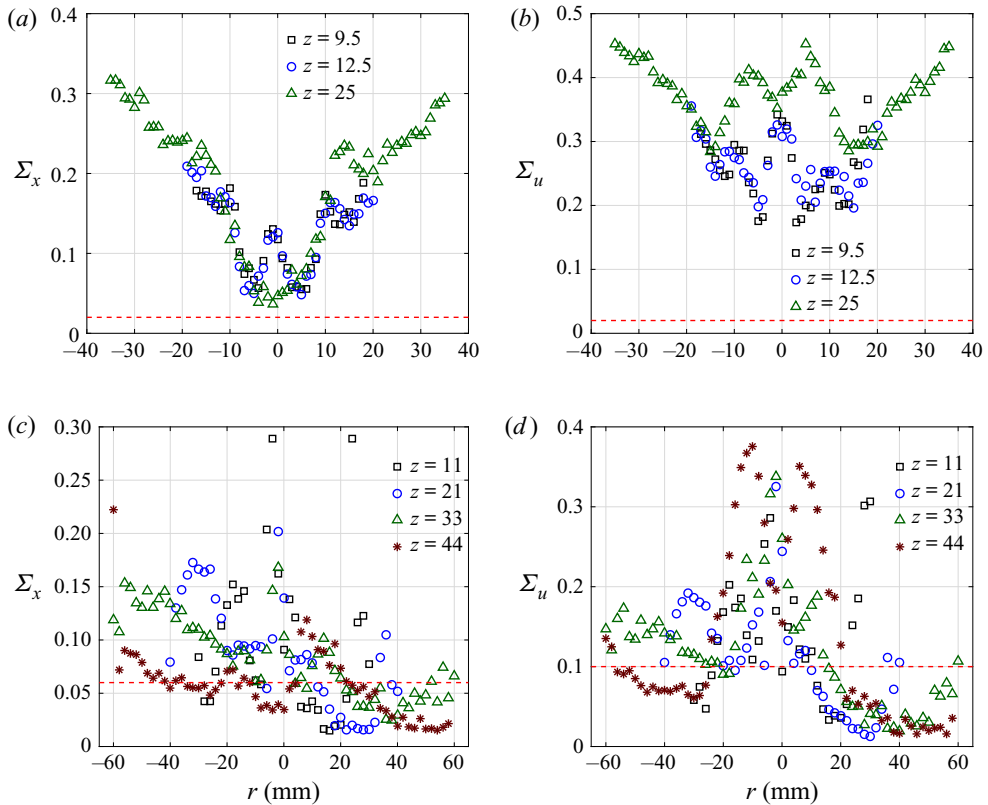 (a)
0.4
0.3
0.2
0.1
0
Σx
z = 9.5
z = 12.5
z = 25
−40 −30 −20 −10 0 10 20 30 40
(b)
0.5
0.4
0.3
0.2
0.1
0
Σu
z = 9.5
z = 12.5
z = 25
−40 −30 −20 −10 0 10 20 30 40
(c)
0.30
0.25
0.20
0.15
0.10
0.05
0
Σx
z = 11
z = 21
z = 33
z = 44
−60 −40 −20 0 20 40 60
r (mm)
(d)
0.4
0.3
0.2
0.1
0
Σu
z = 11
z = 21
z = 33
z = 44
−60 −40 −20 0 20 40 60
r (mm)